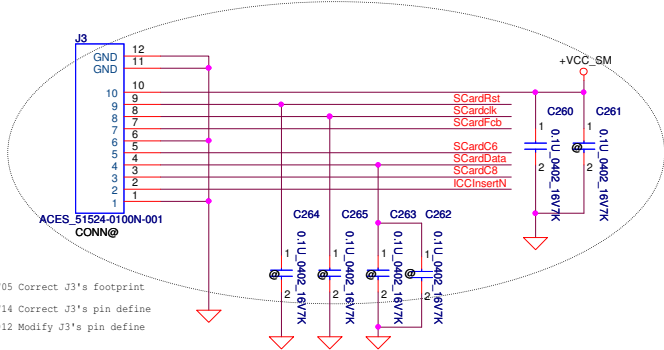 J3
12
GND
11
GND
+VCC_SM
10
10
9
9
SCardRst
8
8
SCardclk
7
7
SCardFcb
6
6
5
5
SCardC6
4
4
SCardData
3
3
SCardC8
2
2
ICCInsertN
1
1
ACES_51524-0100N-001
CONN@
C260
1
2
0.1U_0402_16V7K
C261
1
@
2
0.1U_0402_16V7K
C264
1
@
2
0.1U_0402_16V7K
C265
1
@
2
0.1U_0402_16V7K
C263
1
@
2
0.1U_0402_16V7K
C262
1
@
2
0.1U_0402_16V7K
05 Correct J3's footprint
14 Correct J3's pin define
12 Modify J3's pin define